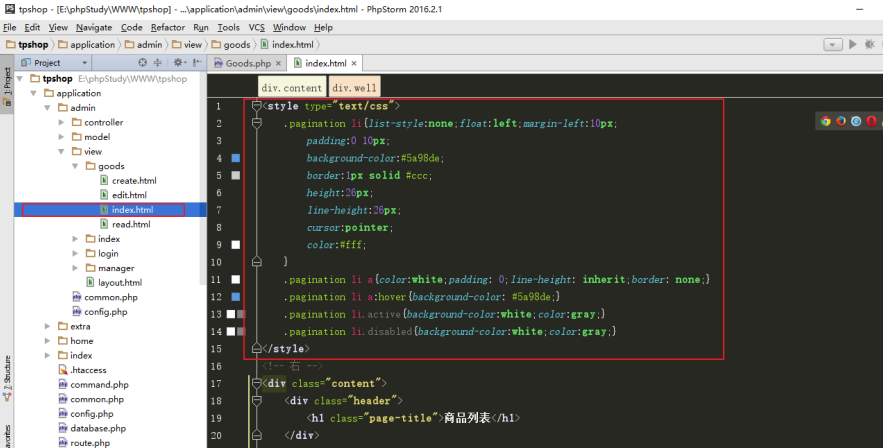 tpshop - [E:\phpStudy\WWW\tpshop] - ...\application\admin\view\goods\index.html - PhpStorm 2016.2.1
File Edit View Navigate Code Refactor Run Tools VCS Window Help
tpshop application admin view goods index.html
Project Goods.php index.html
1: Project
7: Structure
tpshop E:\phpStudy\WWW\tpshop
application
admin
controller
model
view
goods
create.html
edit.html
index.html
read.html
index
login
manager
layout.html
common.php
config.php
extra
home
index
.htaccess
command.php
common.php
config.php
database.php
route.php
div.content div.well
1 <style type="text/css">
2 .pagination li{list-style:none;float:left;margin-left:10px;
3 padding:0 10px;
4 background-color:#5a98de;
5 border:1px solid #ccc;
6 height:26px;
7 line-height:26px;
8 cursor:pointer;
9 color:#fff;
10 }
11 .pagination li a{color:white;padding: 0;line-height: inherit;border: none;}
12 .pagination li a:hover{background-color: #5a98de;}
13 .pagination li.active{background-color:white;color:gray;}
14 .pagination li.disabled{background-color:white;color:gray;}
15 </style>
16 <!-- 右 -->
17 <div class="content">
18 <div class="header">
19 <h1 class="page-title">商品列表</h1>
20 </div>